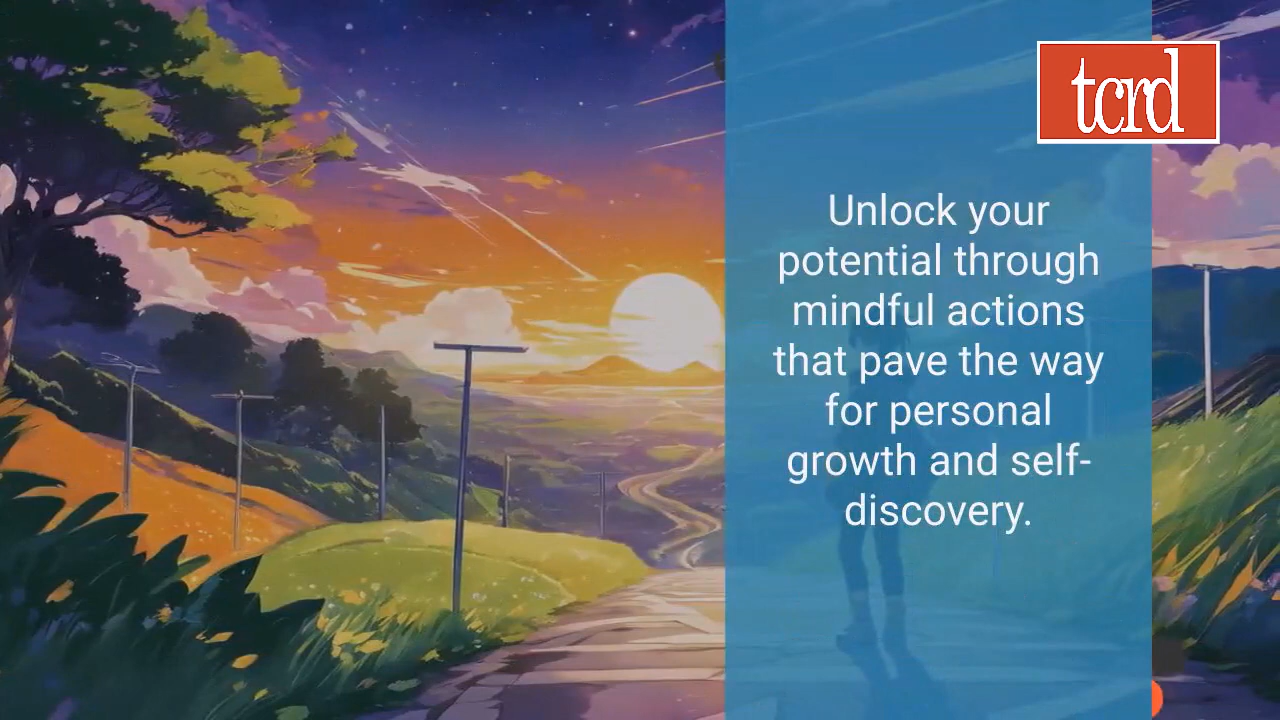 tcrd
Unlock your
potential through
mindful actions
that pave the way
for personal
growth and self-
discovery.